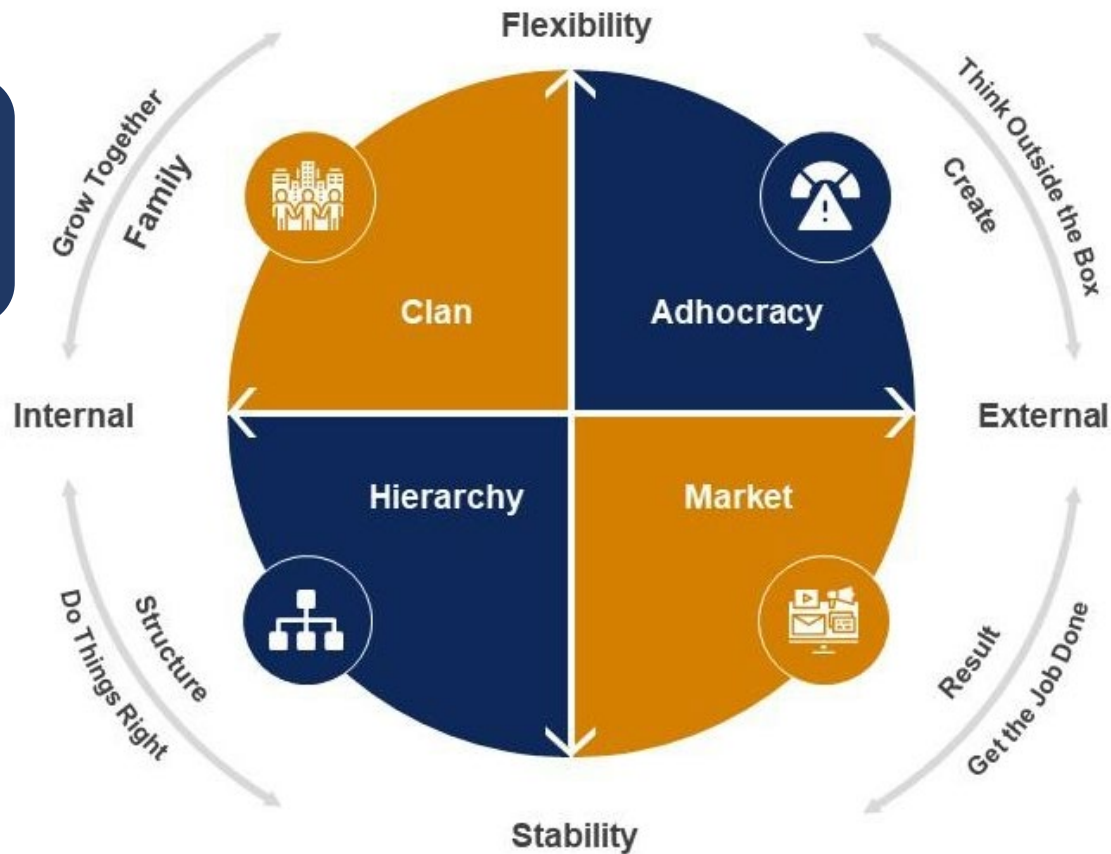 Flexibility
Grow Together
Family
Think Outside the Box
Create
Clan
Adhocracy
Internal
External
Hierarchy
Market
Structure
Do Things Right
Result
Get the Job Done
Stability